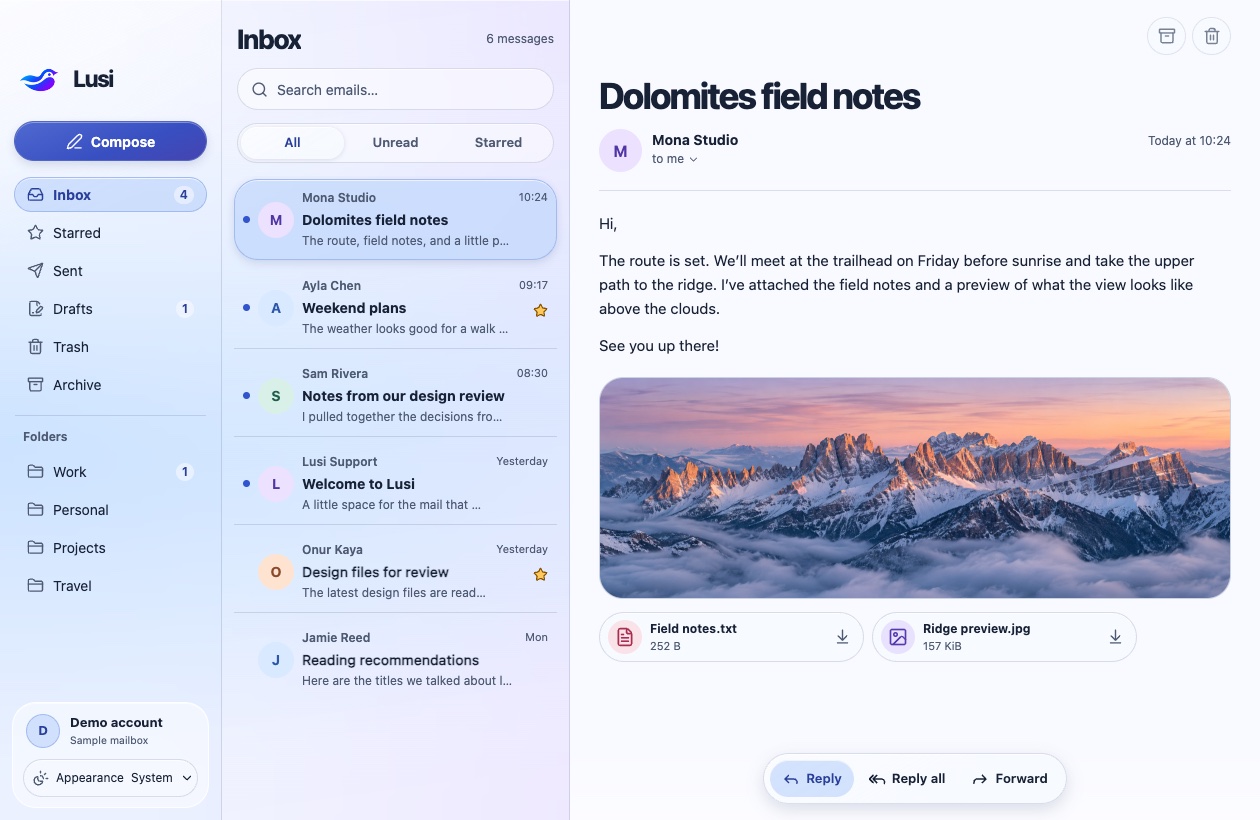 Lusi
Compose
Inbox 4
Starred
Sent
Drafts 1
Trash
Archive
Folders
Work 1
Personal
Projects
Travel
D
Demo account
Sample mailbox
Appearance System
Inbox
6 messages
Search emails...
All Unread Starred
Mona Studio 10:24
M
Dolomites field notes
The route, field notes, and a little p...
Ayla Chen 09:17
A
Weekend plans
The weather looks good for a walk ...
Sam Rivera 08:30
S
Notes from our design review
I pulled together the decisions fro...
Lusi Support Yesterday
L
Welcome to Lusi
A little space for the mail that ...
Onur Kaya Yesterday
O
Design files for review
The latest design files are read...
Jamie Reed Mon
J
Reading recommendations
Here are the titles we talked about l...
Dolomites field notes
M
Mona Studio
to me
Today at 10:24
Hi,
The route is set. We’ll meet at the trailhead on Friday before sunrise and take the upper
path to the ridge. I’ve attached the field notes and a preview of what the view looks like
above the clouds.
See you up there!
Field notes.txt
252 B
Ridge preview.jpg
157 KiB
Reply Reply all Forward